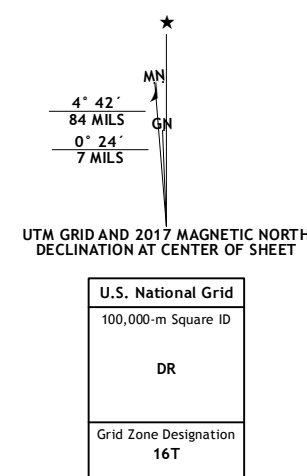 ★
MN
4° 42´
84 MILS
GN
0° 24´
7 MILS
UTM GRID AND 2017 MAGNETIC NORTH
DECLINATION AT CENTER OF SHEET
U.S. National Grid
100,000-m Square ID
DR
Grid Zone Designation
16T